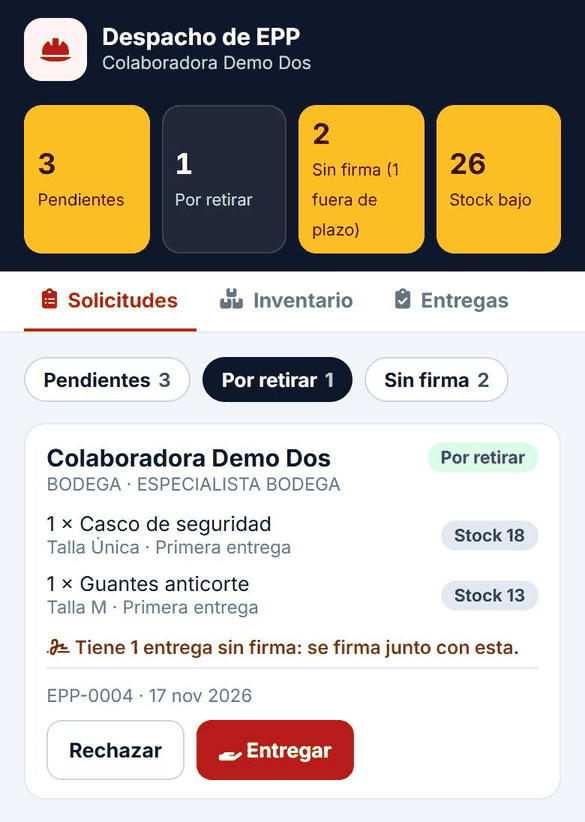 Despacho de EPP
Colaboradora Demo Dos
3
Pendientes
1
Por retirar
2
Sin firma (1
fuera de
plazo)
26
Stock bajo
Solicitudes
Inventario
Entregas
Pendientes 3
Por retirar 1
Sin firma 2
Colaboradora Demo Dos
Por retirar
BODEGA · ESPECIALISTA BODEGA
1 × Casco de seguridad
Talla Única · Primera entrega
Stock 18
1 × Guantes anticorte
Talla M · Primera entrega
Stock 13
Tiene 1 entrega sin firma: se firma junto con esta.
EPP-0004 · 17 nov 2026
Rechazar
Entregar